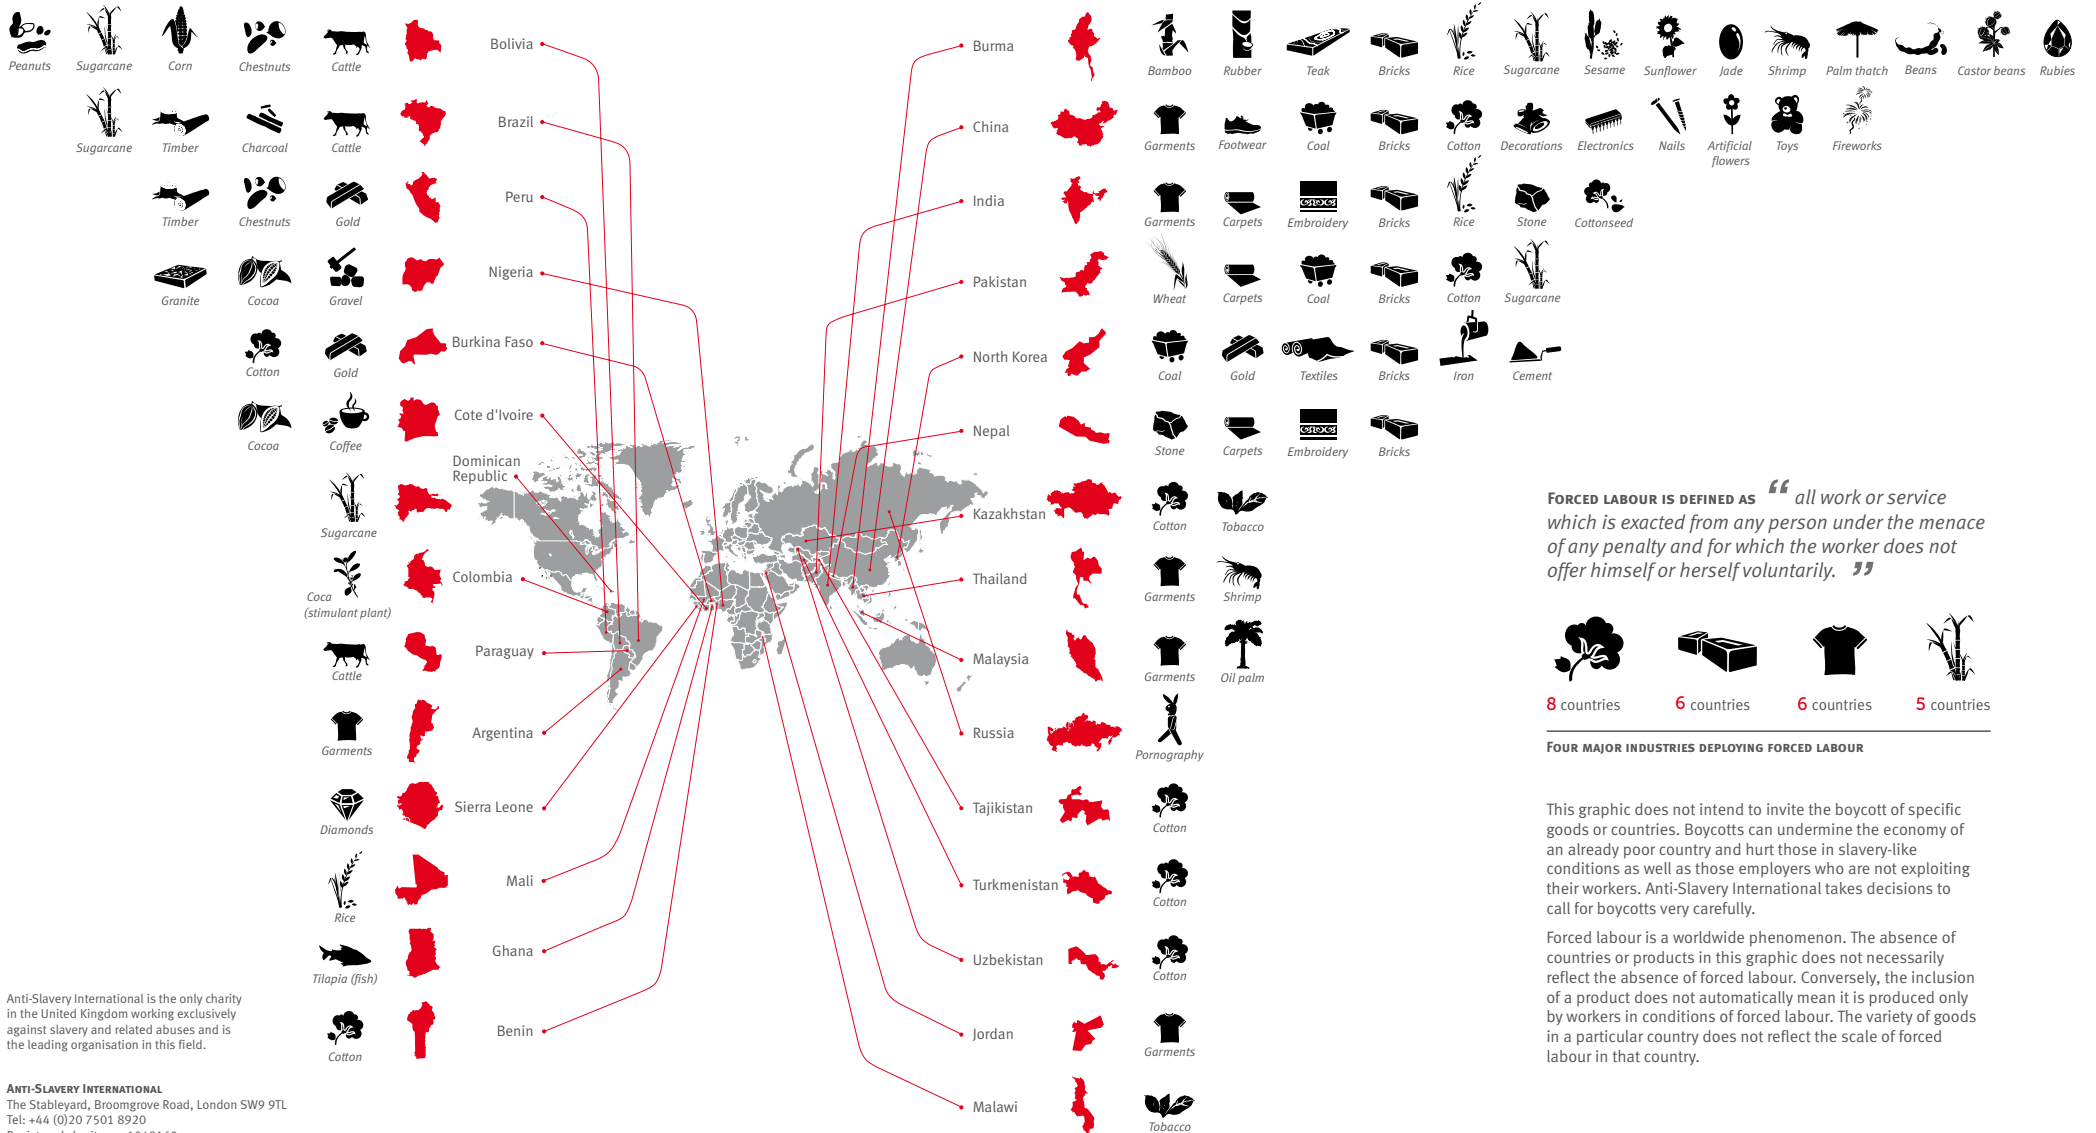 Peanuts Sugarcane Corn Chestnuts Cattle Bolivia
Sugarcane Timber Charcoal Cattle Brazil
Timber Chestnuts Gold Peru
Granite Cocoa Gravel Nigeria
Cotton Gold Burkina Faso
Cocoa Coffee Cote d'Ivoire
Sugarcane Dominican
Republic
Coca
(stimulant plant)
Colombia
Cattle Paraguay
Garments Argentina
Diamonds Sierra Leone
Rice Mali
Tilapia (fish) Ghana
Cotton Benin
Burma Bamboo Rubber Teak Bricks Rice Sugarcane Sesame Sunflower Jade Shrimp Palm thatch Beans Castor beans Rubies
China Garments Footwear Coal Bricks Cotton Decorations Electronics Nails Artificial
flowers
Toys Fireworks
India Garments Carpets Embroidery Bricks Rice Stone Cottonseed
Pakistan Wheat Carpets Coal Bricks Cotton Sugarcane
North Korea Coal Gold Textiles Bricks Iron Cement
Nepal Stone Carpets Embroidery Bricks
Kazakhstan Cotton Tobacco
Thailand Garments Shrimp
Malaysia Garments Oil palm
Russia Pornography
Tajikistan Cotton
Turkmenistan Cotton
Uzbekistan Cotton
Jordan Garments
Malawi Tobacco
FORCED LABOUR IS DEFINED AS “ all work or service
which is exacted from any person under the menace
of any penalty and for which the worker does not
offer himself or herself voluntarily. ”
8 countries 6 countries 6 countries 5 countries
FOUR MAJOR INDUSTRIES DEPLOYING FORCED LABOUR
This graphic does not intend to invite the boycott of specific
goods or countries. Boycotts can undermine the economy of
an already poor country and hurt those in slavery-like
conditions as well as those employers who are not exploiting
their workers. Anti-Slavery International takes decisions to
call for boycotts very carefully.
Forced labour is a worldwide phenomenon. The absence of
countries or products in this graphic does not necessarily
reflect the absence of forced labour. Conversely, the inclusion
of a product does not automatically mean it is produced only
by workers in conditions of forced labour. The variety of goods
in a particular country does not reflect the scale of forced
labour in that country.
Anti-Slavery International is the only charity
in the United Kingdom working exclusively
against slavery and related abuses and is
the leading organisation in this field.
ANTI-SLAVERY INTERNATIONAL
The Stableyard, Broomgrove Road, London SW9 9TL
Tel: +44 (0)20 7501 8920